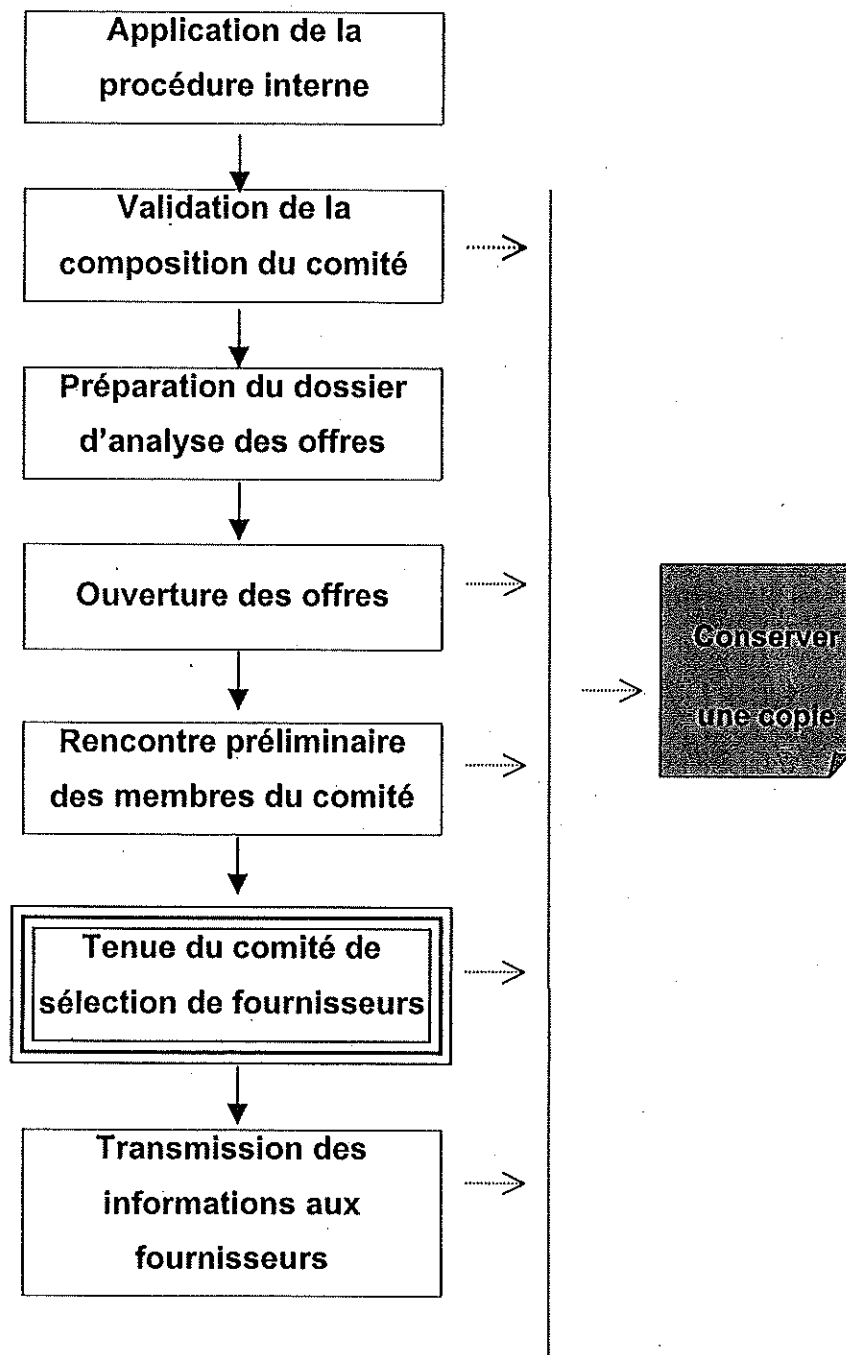 Application de la
procédure interne
Validation de la
composition du comité
Préparation du dossier
d'analyse des offres
Ouverture des offres
Rencontre préliminaire
des membres du comité
Tenue du comité de
sélection de fournisseurs
Transmission des
informations aux
fournisseurs
Conserver
une copie